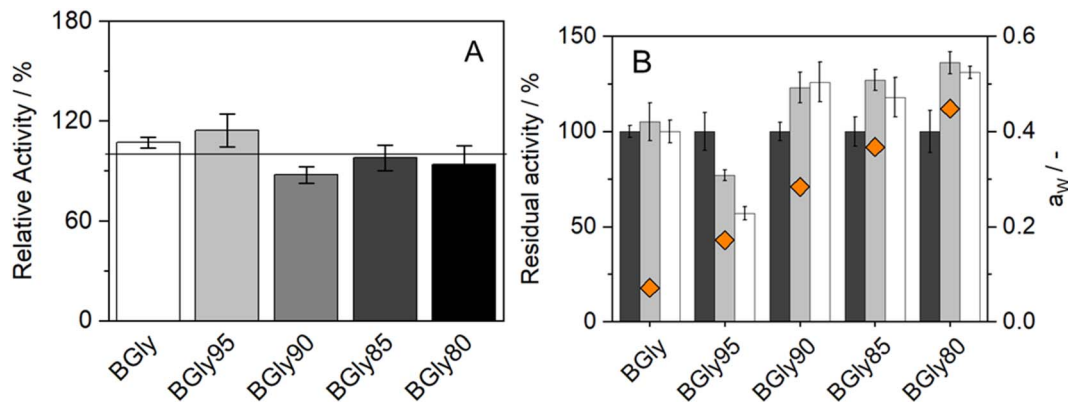 A
Relative Activity / %
180
120
60
0
BGly
BGly95
BGly90
BGly85
BGly80
B
Residual activity / %
150
100
50
0
0.6
0.4
0.2
0.0
a_W / -
BGly
BGly95
BGly90
BGly85
BGly80